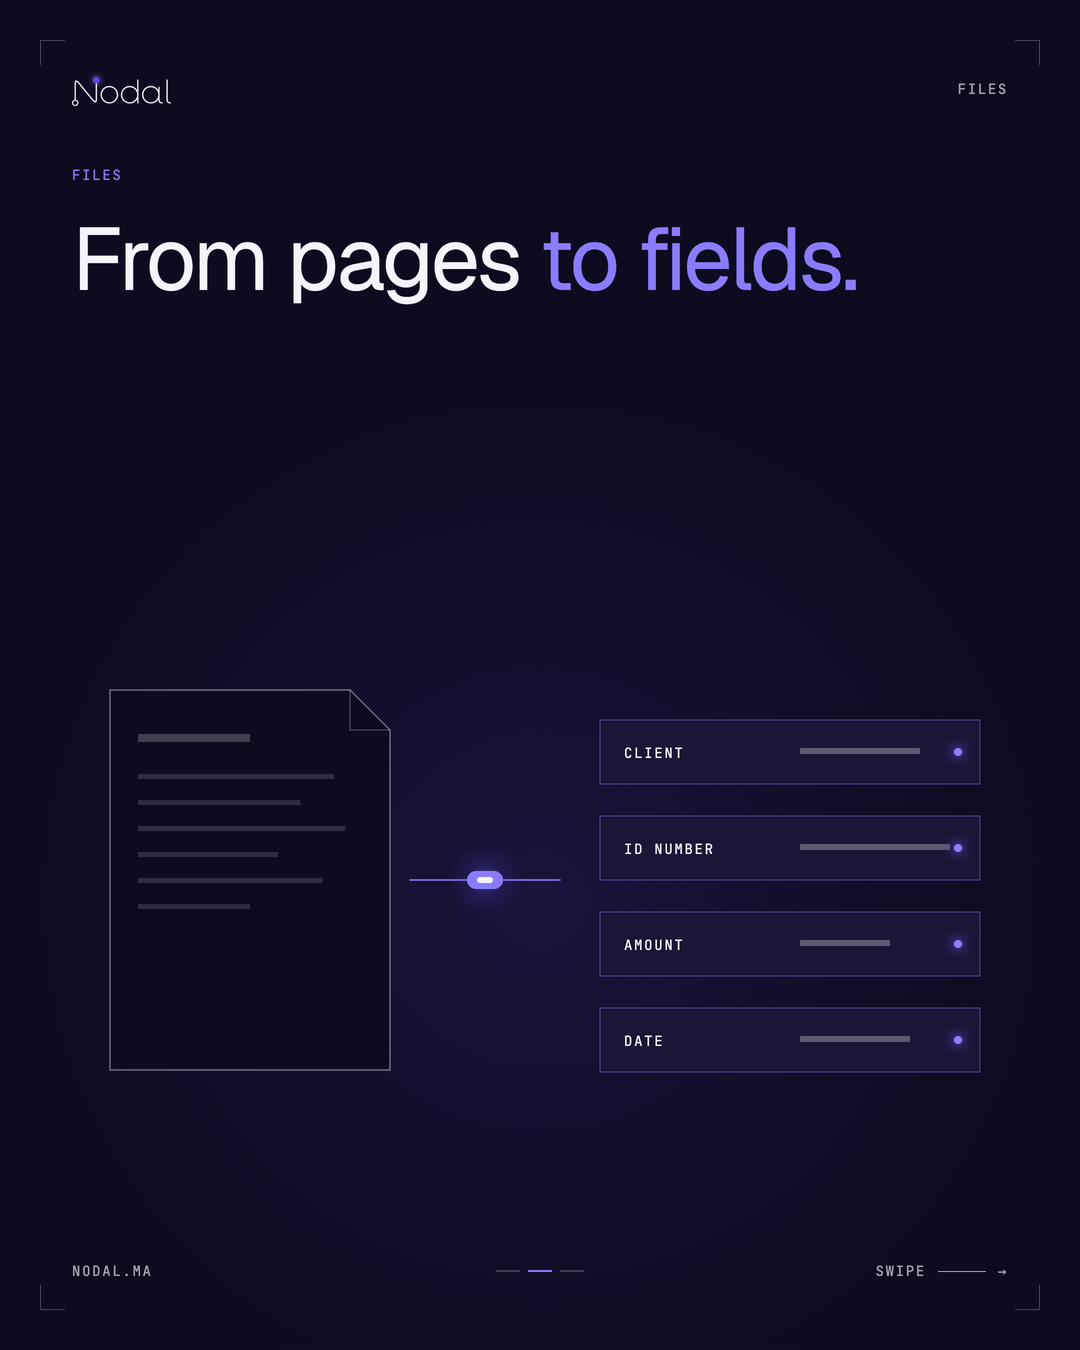 Nodal
FILES
FILES
From pages to fields.
CLIENT
ID NUMBER
AMOUNT
DATE
NODAL.MA
SWIPE →